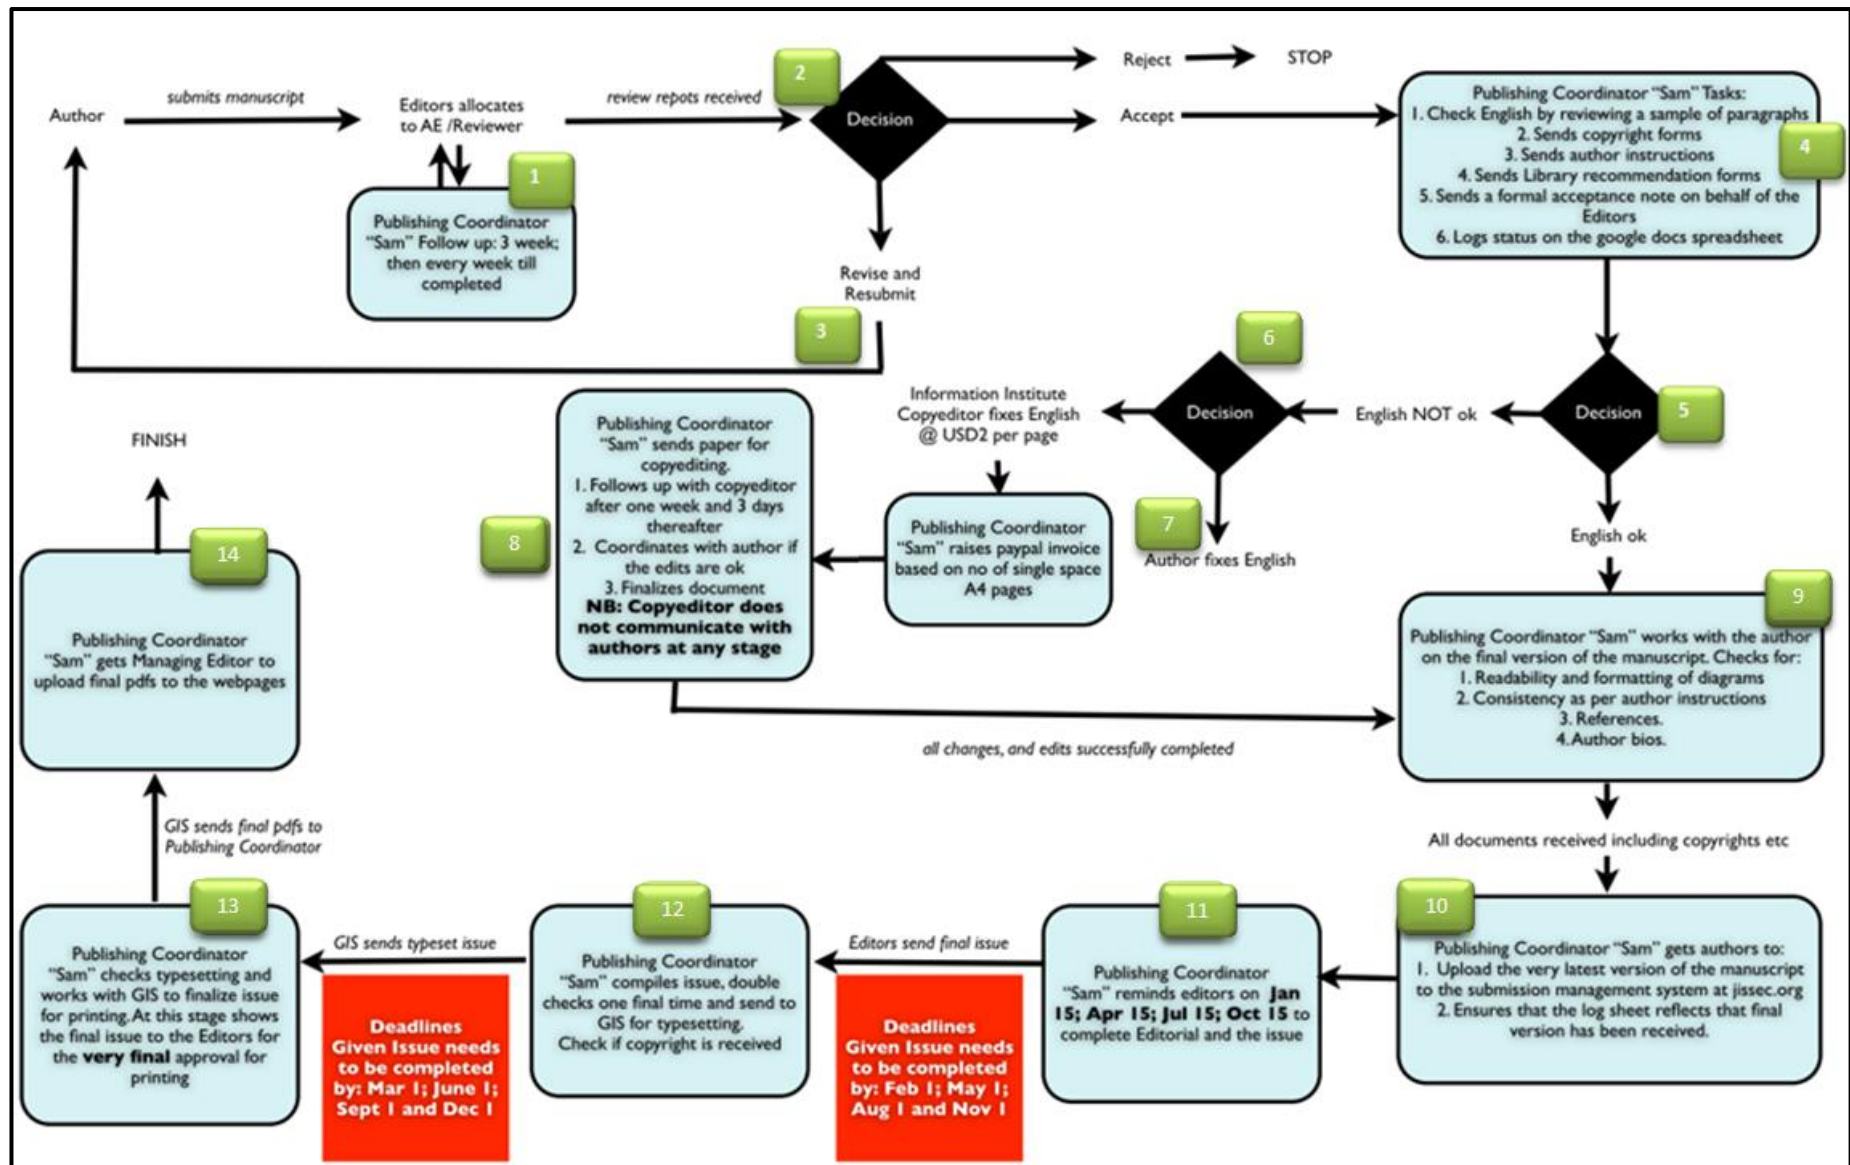 Author
submits manuscript
Editors allocates
to AE /Reviewer
1
Publishing Coordinator
“Sam” Follow up: 3 week;
then every week till
completed
review repots received
2
Decision
Reject
STOP
Accept
Revise and
Resubmit
3
Publishing Coordinator “Sam” Tasks:
1. Check English by reviewing a sample of paragraphs
2. Sends copyright forms
3. Sends author instructions
4. Sends Library recommendation forms
5. Sends a formal acceptance note on behalf of the
Editors
6. Logs status on the google docs spreadsheet
4
Decision
5
English NOT ok
6
Decision
Information Institute
Copyeditor fixes English
@ USD2 per page
7
Author fixes English
Publishing Coordinator
“Sam” raises paypal invoice
based on no of single space
A4 pages
8
Publishing Coordinator
“Sam” sends paper for
copyediting.
1. Follows up with copyeditor
after one week and 3 days
thereafter
2. Coordinates with author if
the edits are ok
3. Finalizes document
NB: Copyeditor does
not communicate with
authors at any stage
all changes, and edits successfully completed
English ok
9
Publishing Coordinator “Sam” works with the author
on the final version of the manuscript. Checks for:
1. Readability and formatting of diagrams
2. Consistency as per author instructions
3. References.
4. Author bios.
All documents received including copyrights etc
10
Publishing Coordinator “Sam” gets authors to:
1. Upload the very latest version of the manuscript
to the submission management system at jissec.org
2. Ensures that the log sheet reflects that final
version has been received.
11
Publishing Coordinator
“Sam” reminds editors on Jan
15; Apr 15; Jul 15; Oct 15 to
complete Editorial and the issue
Editors send final issue
Deadlines
Given Issue needs
to be completed
by: Feb 1; May 1;
Aug 1 and Nov 1
12
Publishing Coordinator
“Sam” compiles issue, double
checks one final time and send to
GIS for typesetting.
Check if copyright is received
GIS sends typeset issue
Deadlines
Given Issue needs
to be completed
by: Mar 1; June 1;
Sept 1 and Dec 1
13
Publishing Coordinator
“Sam” checks typesetting and
works with GIS to finalize issue
for printing. At this stage shows
the final issue to the Editors for
the very final approval for
printing
GIS sends final pdfs to
Publishing Coordinator
14
Publishing Coordinator
“Sam” gets Managing Editor to
upload final pdfs to the webpages
FINISH